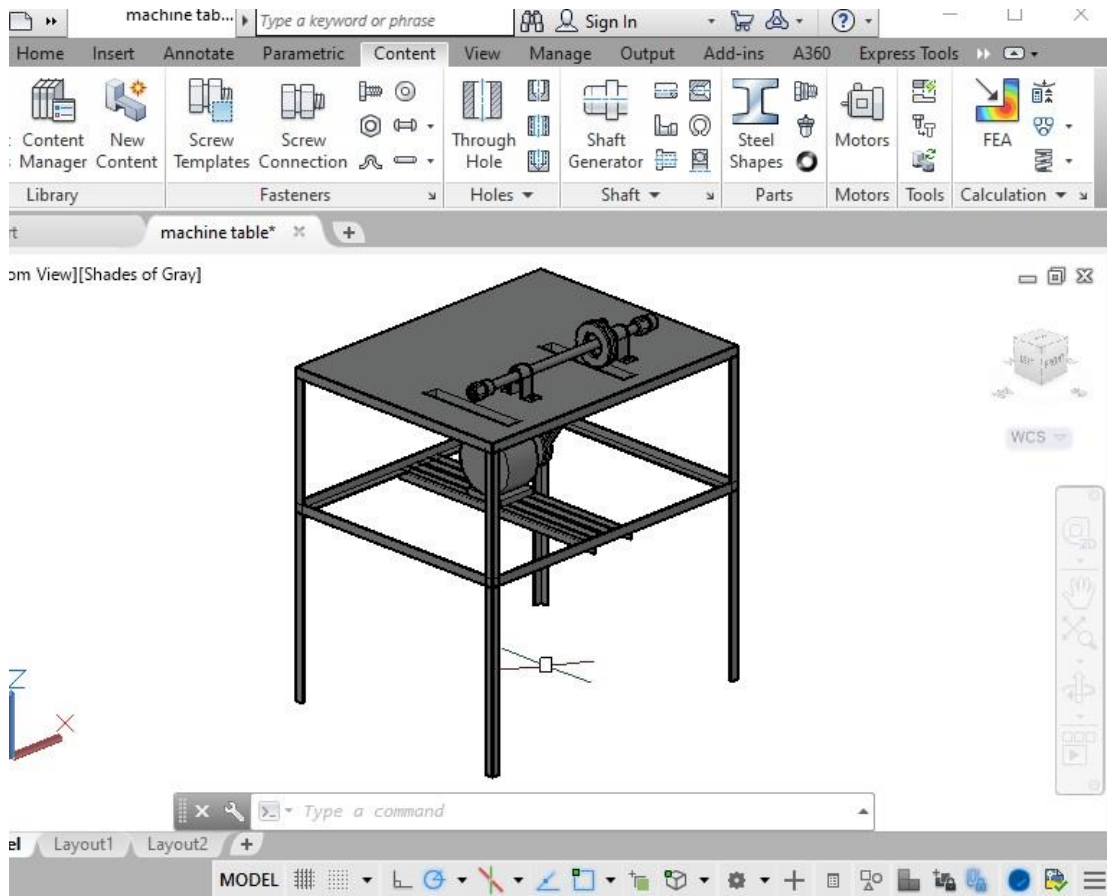 machine tab... Type a keyword or phrase Sign In
Home Insert Annotate Parametric Content View Manage Output Add-ins A360 Express Tools
Content Manager
New Content
Screw Templates
Screw Connection
Through Hole
Shaft Generator
Steel Shapes
Motors
FEA
Library Fasteners Holes Shaft Parts Motors Tools Calculation
machine table*
om View][Shades of Gray]
WCS
2D
Z
X
Type a command
el Layout1 Layout2
MODEL